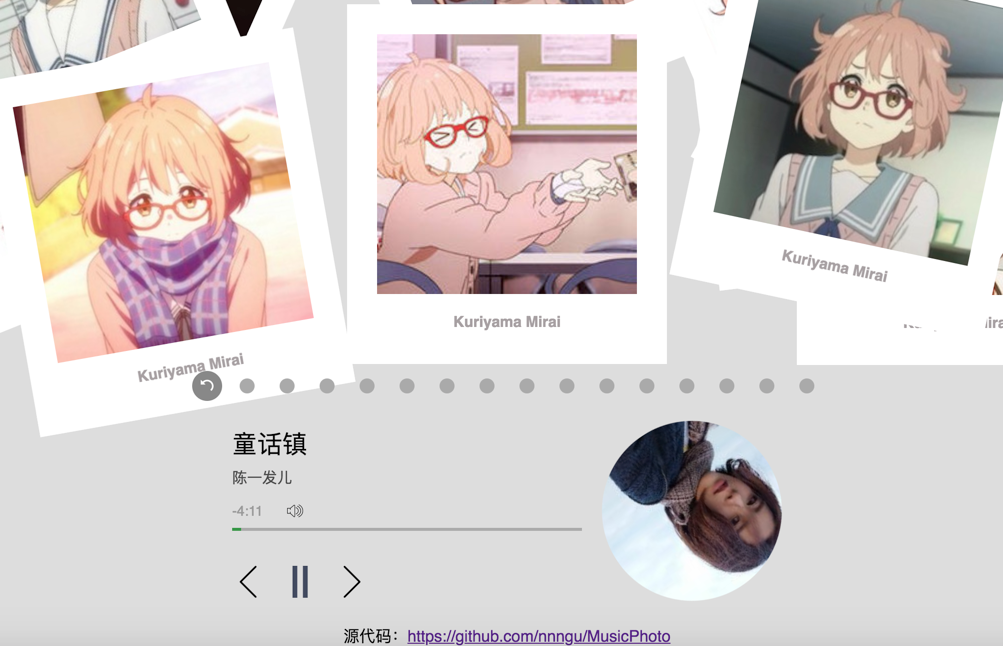 Kuriyama Mirai
Kuriyama Mirai
Kuriyama Mirai
童话镇
陈一发儿
-4:11
源代码：https://github.com/nnngu/MusicPhoto